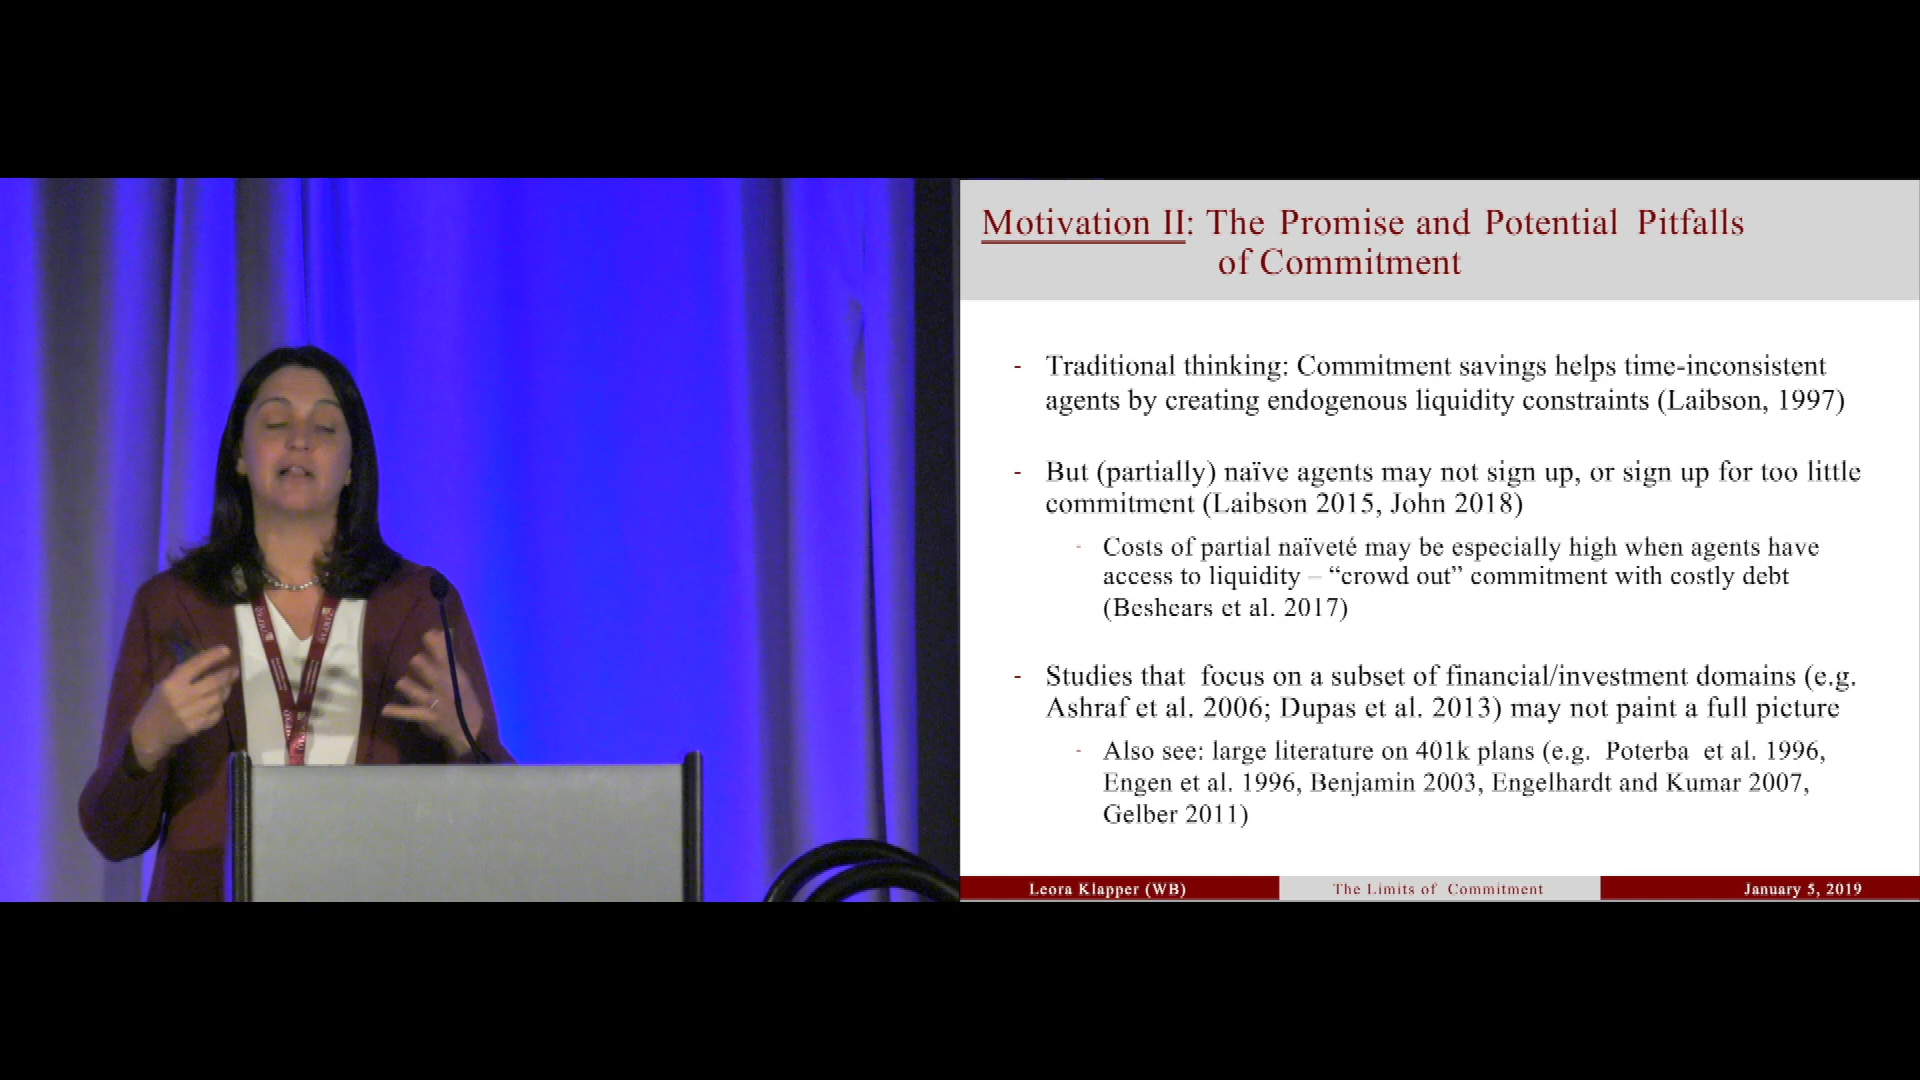 Motivation II: The Promise and Potential Pitfalls
of Commitment
- Traditional thinking: Commitment savings helps time-inconsistent
agents by creating endogenous liquidity constraints (Laibson, 1997)
- But (partially) naïve agents may not sign up, or sign up for too little
commitment (Laibson 2015, John 2018)
- Costs of partial naïveté may be especially high when agents have
access to liquidity – “crowd out” commitment with costly debt
(Beshears et al. 2017)
- Studies that focus on a subset of financial/investment domains (e.g.
Ashraf et al. 2006; Dupas et al. 2013) may not paint a full picture
- Also see: large literature on 401k plans (e.g. Poterba et al. 1996,
Engen et al. 1996, Benjamin 2003, Engelhardt and Kumar 2007,
Gelber 2011)
Leora Klapper (WB) The Limits of Commitment January 5, 2019